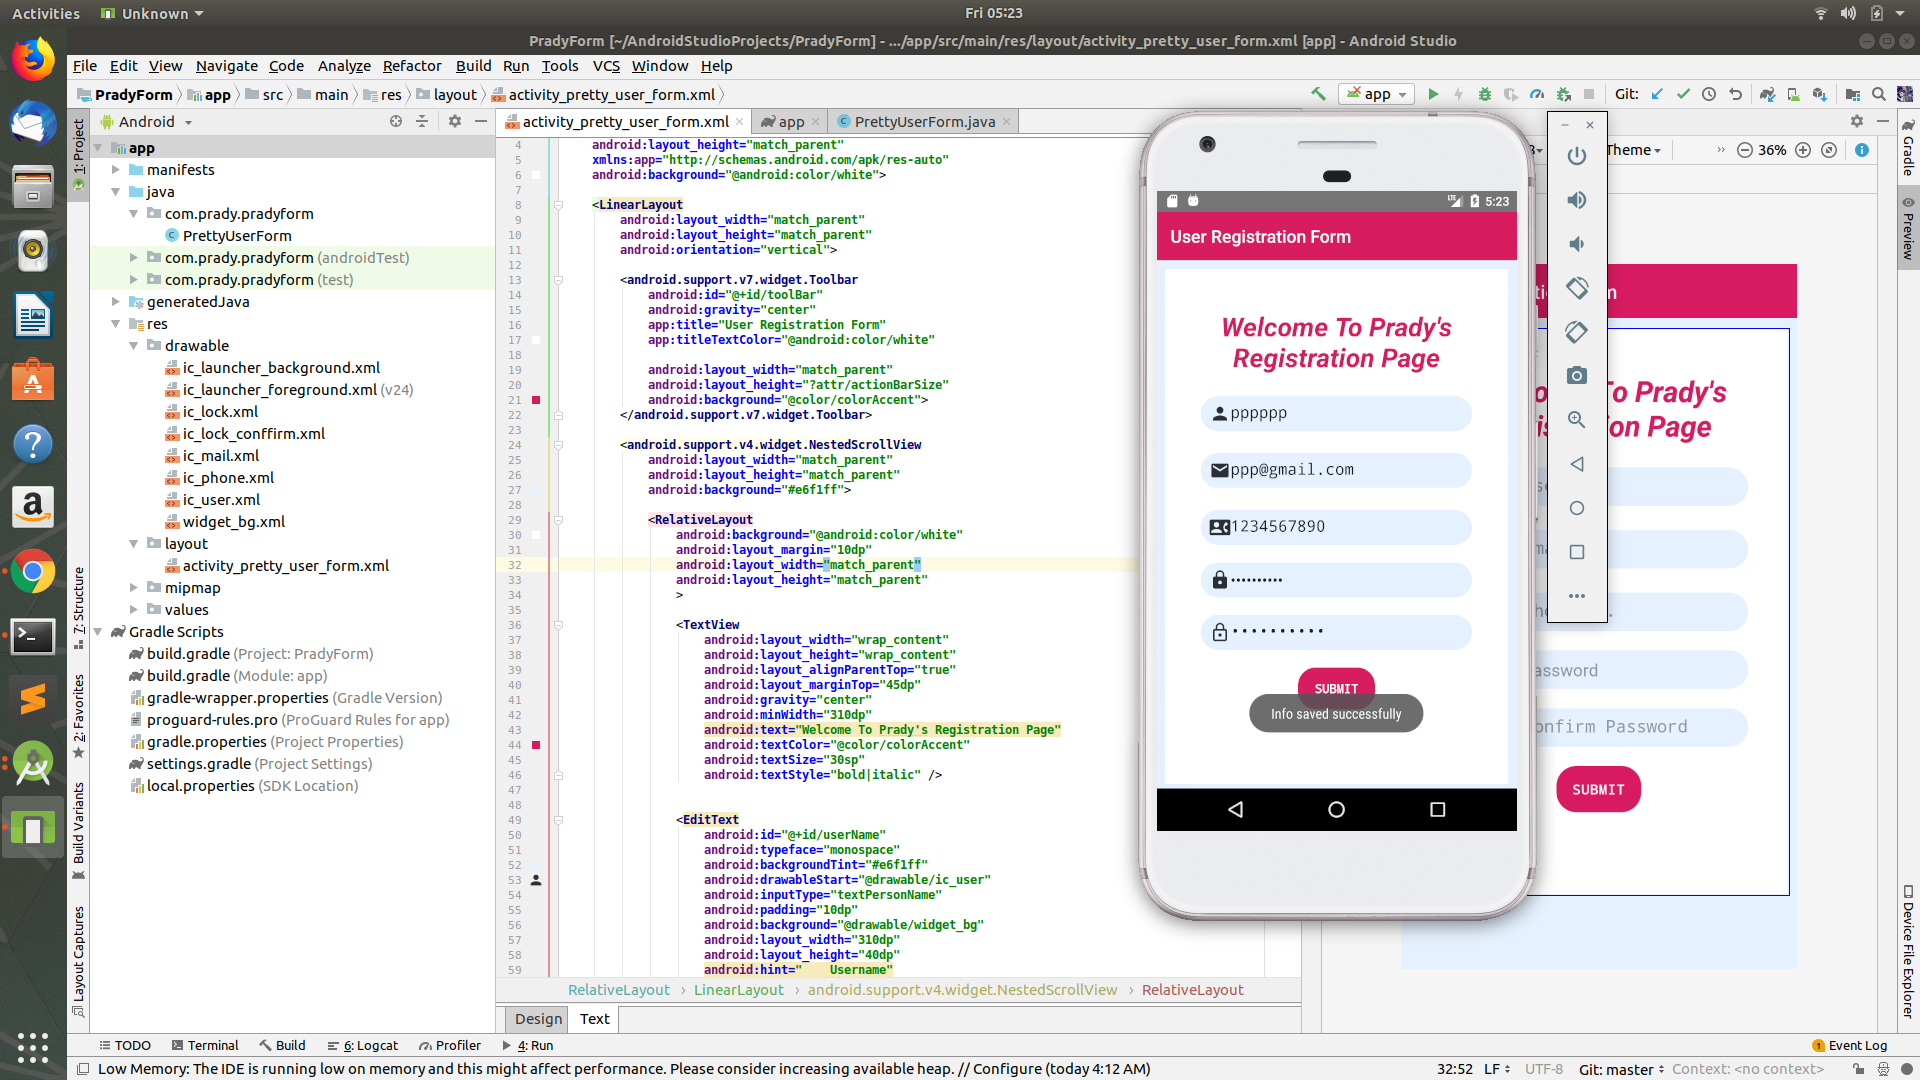 Activities
Unknown
Fri 05:23
PradyForm [~/AndroidStudioProjects/PradyForm] - .../app/src/main/res/layout/activity_pretty_user_form.xml [app] - Android Studio
File Edit View Navigate Code Analyze Refactor Build Run Tools VCS Window Help
PradyForm app src main res layout activity_pretty_user_form.xml
app
Git:
Android
activity_pretty_user_form.xml
app
PrettyUserForm.java
1: Project
7: Structure
2: Favorites
Build Variants
Layout Captures
app
manifests
java
com.prady.pradyform
PrettyUserForm
com.prady.pradyform (androidTest)
com.prady.pradyform (test)
generatedJava
res
drawable
ic_launcher_background.xml
ic_launcher_foreground.xml (v24)
ic_lock.xml
ic_lock_conffirm.xml
ic_mail.xml
ic_phone.xml
ic_user.xml
widget_bg.xml
layout
activity_pretty_user_form.xml
mipmap
values
Gradle Scripts
build.gradle (Project: PradyForm)
build.gradle (Module: app)
gradle-wrapper.properties (Gradle Version)
proguard-rules.pro (ProGuard Rules for app)
gradle.properties (Project Properties)
settings.gradle (Project Settings)
local.properties (SDK Location)
4 android:layout_height="match_parent"
5 xmlns:app="http://schemas.android.com/apk/res-auto"
6 android:background="@android:color/white">
7
8 <LinearLayout
9 android:layout_width="match_parent"
10 android:layout_height="match_parent"
11 android:orientation="vertical">
12
13 <android.support.v7.widget.Toolbar
14 android:id="@+id/toolBar"
15 android:gravity="center"
16 app:title="User Registration Form"
17 app:titleTextColor="@android:color/white"
18
19 android:layout_width="match_parent"
20 android:layout_height="?attr/actionBarSize"
21 android:background="@color/colorAccent">
22 </android.support.v7.widget.Toolbar>
23
24 <android.support.v4.widget.NestedScrollView
25 android:layout_width="match_parent"
26 android:layout_height="match_parent"
27 android:background="#e6f1ff">
28
29 <RelativeLayout
30 android:background="@android:color/white"
31 android:layout_margin="10dp"
32 android:layout_width="match_parent"
33 android:layout_height="match_parent"
34 >
35
36 <TextView
37 android:layout_width="wrap_content"
38 android:layout_height="wrap_content"
39 android:layout_alignParentTop="true"
40 android:layout_marginTop="45dp"
41 android:gravity="center"
42 android:minWidth="310dp"
43 android:text="Welcome To Prady's Registration Page"
44 android:textColor="@color/colorAccent"
45 android:textSize="30sp"
46 android:textStyle="bold|italic" />
47
48
49 <EditText
50 android:id="@+id/userName"
51 android:typeface="monospace"
52 android:backgroundTint="#e6f1ff"
53 android:drawableStart="@drawable/ic_user"
54 android:inputType="textPersonName"
55 android:padding="10dp"
56 android:background="@drawable/widget_bg"
57 android:layout_width="310dp"
58 android:layout_height="40dp"
59 android:hint=" Username"
RelativeLayout › LinearLayout › android.support.v4.widget.NestedScrollView › RelativeLayout
Design Text
LTE 5:23
User Registration Form
Welcome To Prady's
Registration Page
pppppp
ppp@gmail.com
1234567890
••••••••••
••••••••••
SUBMIT
Info saved successfully
Theme
36%
To Prady's
on Page
assword
onfirm Password
SUBMIT
Gradle
Preview
Device File Explorer
TODO Terminal Build 6: Logcat Profiler 4: Run
1 Event Log
Low Memory: The IDE is running low on memory and this might affect performance. Please consider increasing available heap. // Configure (today 4:12 AM)
32:52 LF UTF-8 Git: master Context: <no context>